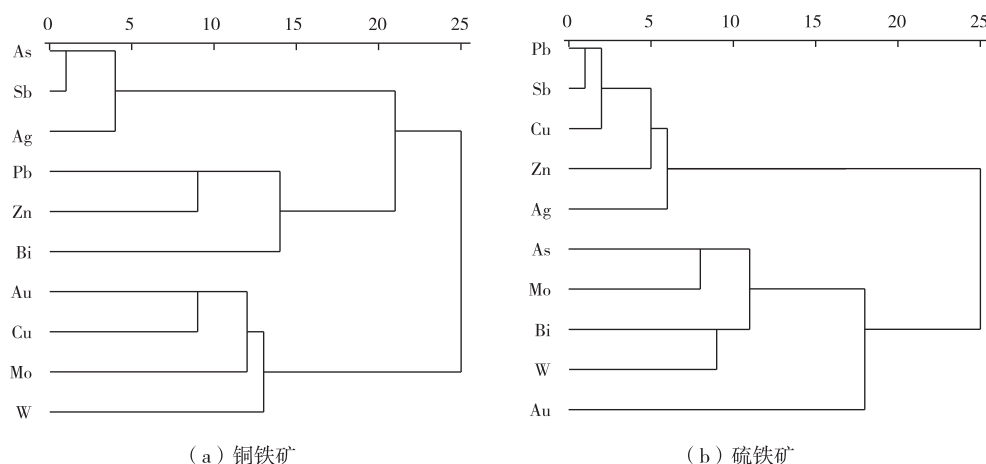 0 5 10 15 20 25
As
Sb
Ag
Pb
Zn
Bi
Au
Cu
Mo
W
(a)铜铁矿
0 5 10 15 20 25
Pb
Sb
Cu
Zn
Ag
As
Mo
Bi
W
Au
(b)硫铁矿